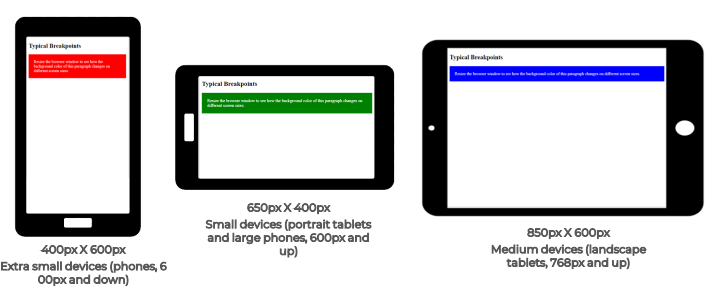 Typical Breakpoints
Resize the browser window to see how the
background color of this paragraph changes on
different screen sizes.
400px X 600px
Extra small devices (phones, 6
00px and down)
Typical Breakpoints
Resize the browser window to see how the background color of this paragraph changes on
different screen sizes.
650px X 400px
Small devices (portrait tablets
and large phones, 600px and
up)
Typical Breakpoints
Resize the browser window to see how the background color of this paragraph changes on different screen sizes.
850px X 600px
Medium devices (landscape
tablets, 768px and up)